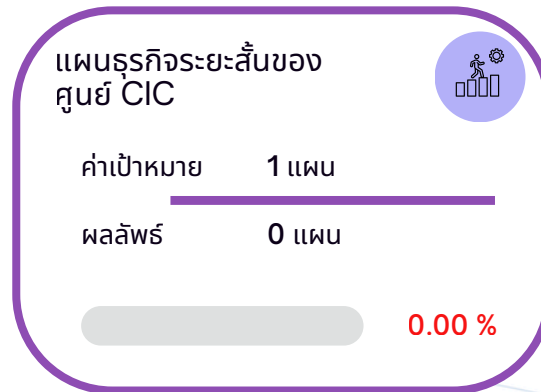 แผนธุรกิจระยะสั้นของ
ศูนย์ CIC
ค่าเป้าหมาย 1 แผน
ผลลัพธ์ 0 แผน
0.00 %